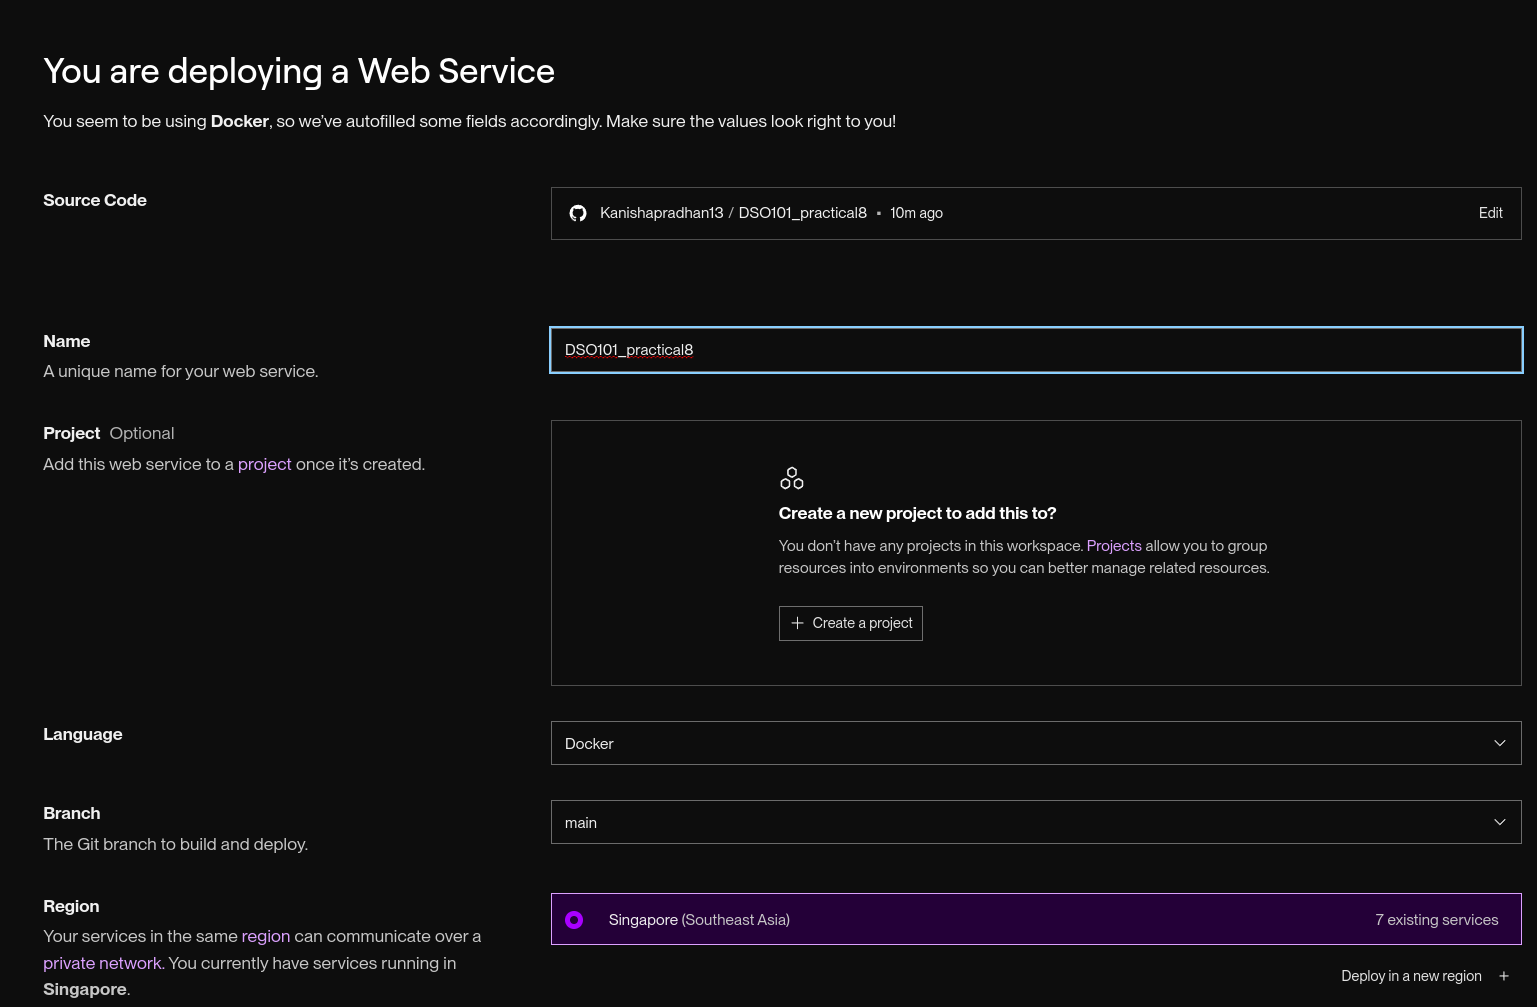 You are deploying a Web Service
You seem to be using Docker, so we've autofilled some fields accordingly. Make sure the values look right to you!
Source Code
Kanishapradhan13 / DSO101_practical8 • 10m ago
Edit
Name
A unique name for your web service.
DSO101_practical8
Project Optional
Add this web service to a project once it's created.
Create a new project to add this to?
You don't have any projects in this workspace. Projects allow you to group
resources into environments so you can better manage related resources.
+ Create a project
Language
Docker
Branch
The Git branch to build and deploy.
main
Region
Your services in the same region can communicate over a
private network. You currently have services running in
Singapore.
Singapore (Southeast Asia)
7 existing services
Deploy in a new region +